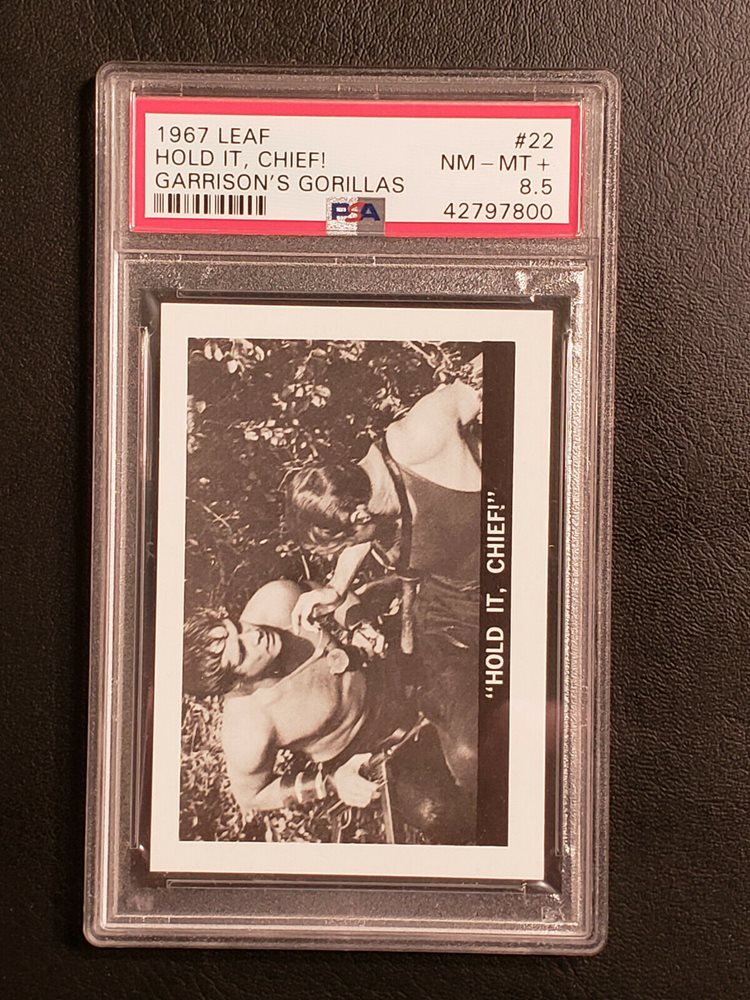 1967 LEAF #22
HOLD IT, CHIEF! NM - MT +
GARRISON'S GORILLAS 8.5
PSA 42797800
"HOLD IT, CHIEF!"